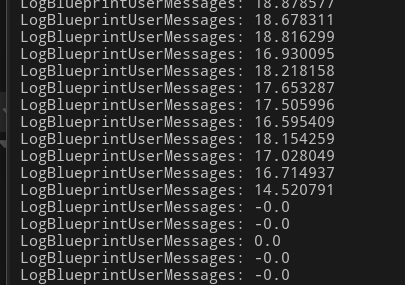 LogBlueprintUserMessages: 18.878577
LogBlueprintUserMessages: 18.678311
LogBlueprintUserMessages: 18.816299
LogBlueprintUserMessages: 16.930095
LogBlueprintUserMessages: 18.218158
LogBlueprintUserMessages: 17.653287
LogBlueprintUserMessages: 17.505996
LogBlueprintUserMessages: 16.595409
LogBlueprintUserMessages: 18.154259
LogBlueprintUserMessages: 17.028049
LogBlueprintUserMessages: 16.714937
LogBlueprintUserMessages: 14.520791
LogBlueprintUserMessages: -0.0
LogBlueprintUserMessages: -0.0
LogBlueprintUserMessages: 0.0
LogBlueprintUserMessages: -0.0
LogBlueprintUserMessages: -0.0